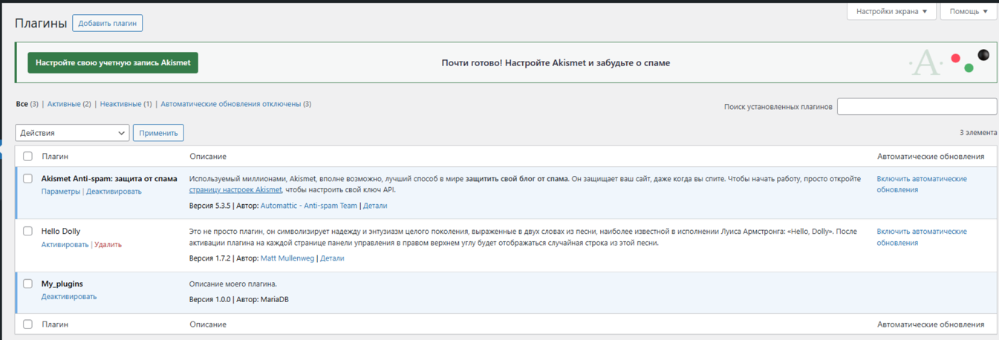 Настройки экрана ▼ Помощь ▼
Плагины Добавить плагин
Настройте свою учетную запись Akismet Почти готово! Настройте Akismet и забудьте о спаме ·A·
Все (3) | Активные (2) | Неактивные (1) | Автоматические обновления отключены (3)
Поиск установленных плагинов
Действия Применить 3 элемента
Плагин Описание Автоматические обновления
Akismet Anti-spam: защита от спама
Параметры | Деактивировать
Используемый миллионами, Akismet, вполне возможно, лучший способ в мире защитить свой блог от спама. Он защищает ваш сайт, даже когда вы спите. Чтобы начать работу, просто откройте
страницу настроек Akismet, чтобы настроить свой ключ API.
Версия 5.3.5 | Автор: Automattic - Anti-spam Team | Детали
Включить автоматические
обновления
Hello Dolly
Активировать | Удалить
Это не просто плагин, он символизирует надежду и энтузиазм целого поколения, выраженные в двух словах из песни, наиболее известной в исполнении Луиса Армстронга: «Hello, Dolly». После
активации плагина на каждой странице панели управления в правом верхнем углу будет отображаться случайная строка из этой песни.
Версия 1.7.2 | Автор: Matt Mullenweg | Детали
Включить автоматические
обновления
My_plugins
Деактивировать
Описание моего плагина.
Версия 1.0.0 | Автор: MariaDB
Плагин Описание Автоматические обновления